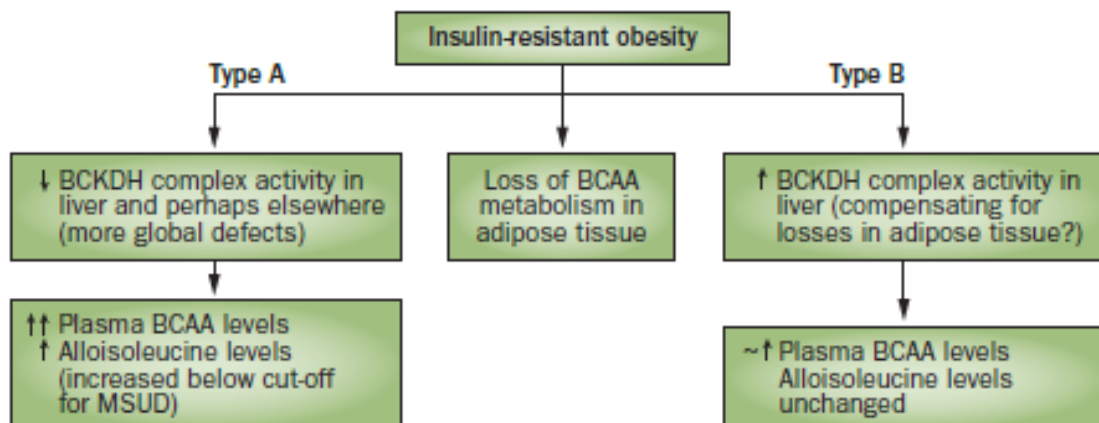 Insulin-resistant obesity
Type A
Type B
↓ BCKDH complex activity in
liver and perhaps elsewhere
(more global defects)
Loss of BCAA
metabolism in
adipose tissue
↑ BCKDH complex activity in
liver (compensating for
losses in adipose tissue?)
↑↑ Plasma BCAA levels
↑ Alloisoleucine levels
(increased below cut-off
for MSUD)
~↑ Plasma BCAA levels
Alloisoleucine levels
unchanged